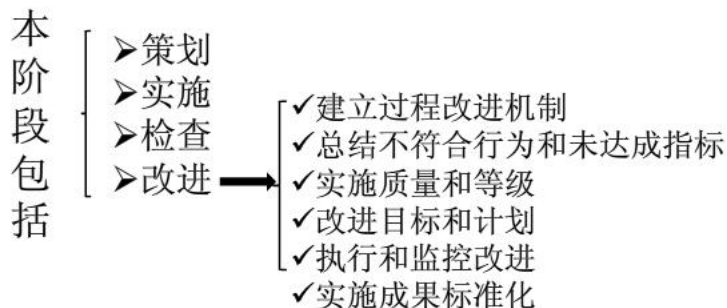 本阶段包括
➢策划
➢实施
➢检查
➢改进
✓建立过程改进机制
✓总结不符合行为和未达成指标
✓实施质量和等级
✓改进目标和计划
✓执行和监控改进
✓实施成果标准化